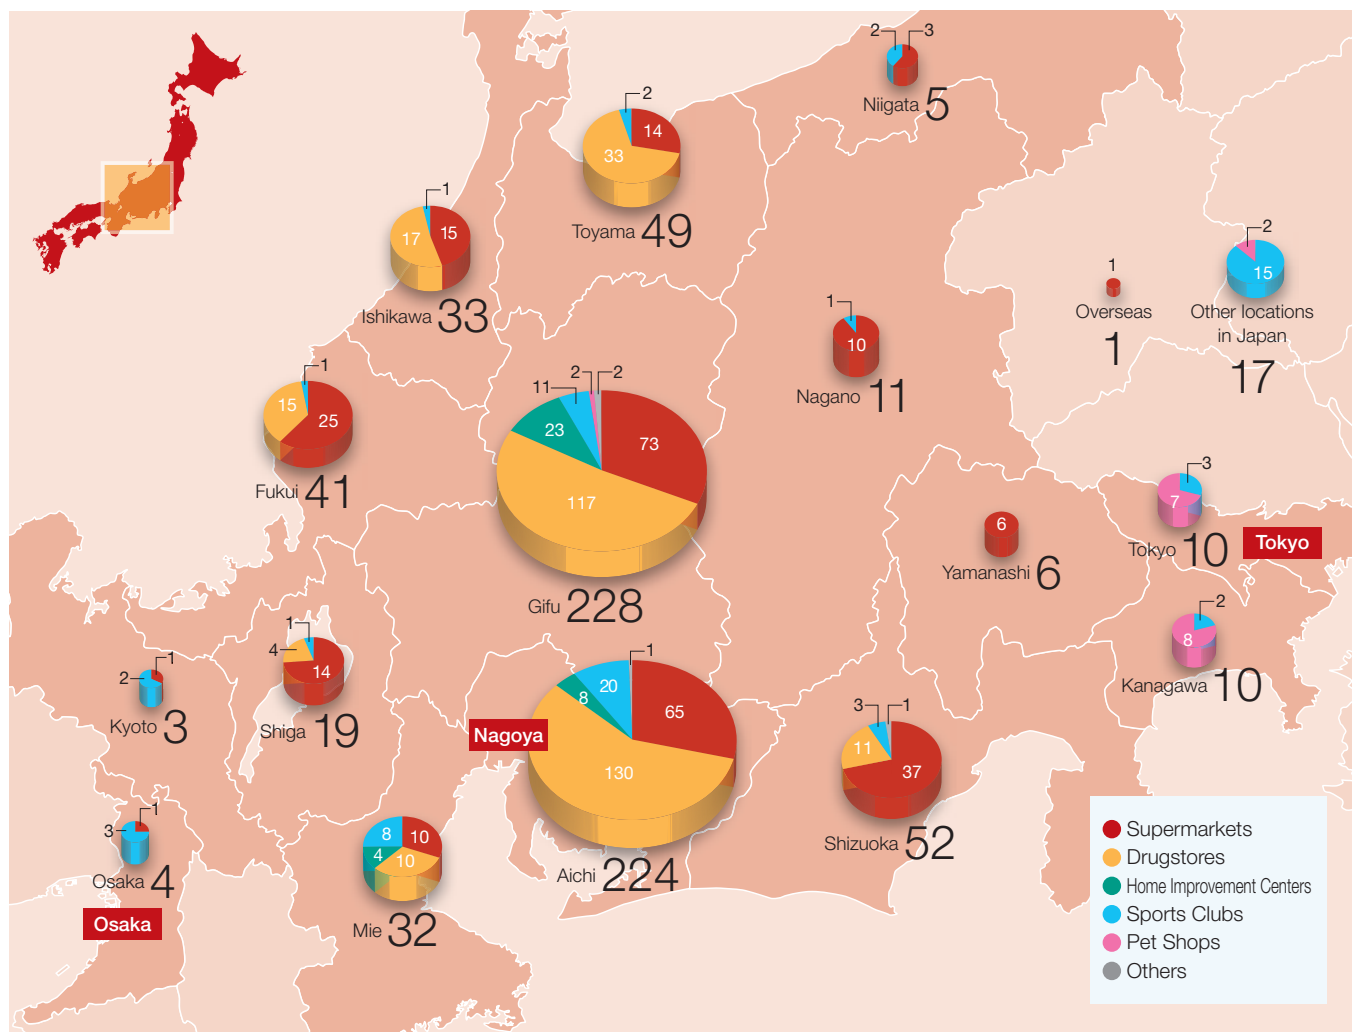 2
3
Niigata 5
2
14
33
Toyama 49
1
15
17
Ishikawa 33
2
15
Other locations
in Japan
17
1
Overseas
1
1
10
Nagano 11
1
15
25
Fukui 41
11
2
2
23
73
117
Gifu 228
3
7
Tokyo 10
Tokyo
6
Yamanashi 6
2
8
Kanagawa 10
1
2
Kyoto 3
1
4
14
Shiga 19
Nagoya
1
20
8
65
130
Aichi 224
3
1
11
37
Shizuoka 52
1
3
Osaka 4
Osaka
8
10
4
10
Mie 32
Supermarkets
Drugstores
Home Improvement Centers
Sports Clubs
Pet Shops
Others